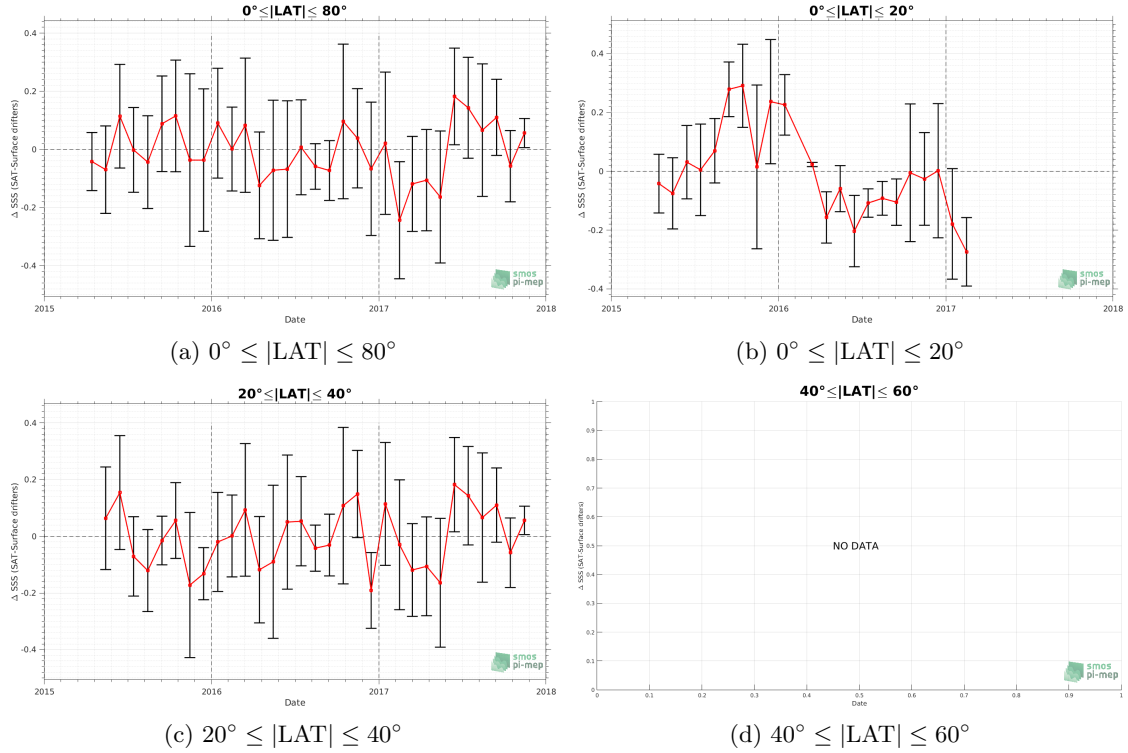 0°≤|LAT|≤ 80°
0.4
0.2
0
-0.2
-0.4
Δ SSS (SAT-Surface drifters)
smos
pi-mep
2015
2016
2017
2018
Date
(a) 0° ≤ |LAT| ≤ 80°
0°≤|LAT|≤ 20°
0.4
0.2
0
-0.2
-0.4
Δ SSS (SAT-Surface drifters)
smos
pi-mep
2015
2016
2017
2018
Date
(b) 0° ≤ |LAT| ≤ 20°
20°≤|LAT|≤ 40°
0.4
0.2
0
-0.2
-0.4
Δ SSS (SAT-Surface drifters)
smos
pi-mep
2015
2016
2017
2018
Date
(c) 20° ≤ |LAT| ≤ 40°
40°≤|LAT|≤ 60°
1
0.9
0.8
0.7
0.6
0.5
0.4
0.3
0.2
0.1
0
Δ SSS (SAT-Surface drifters)
NO DATA
smos
pi-mep
0
0.1
0.2
0.3
0.4
0.5
0.6
0.7
0.8
0.9
1
Date
(d) 40° ≤ |LAT| ≤ 60°